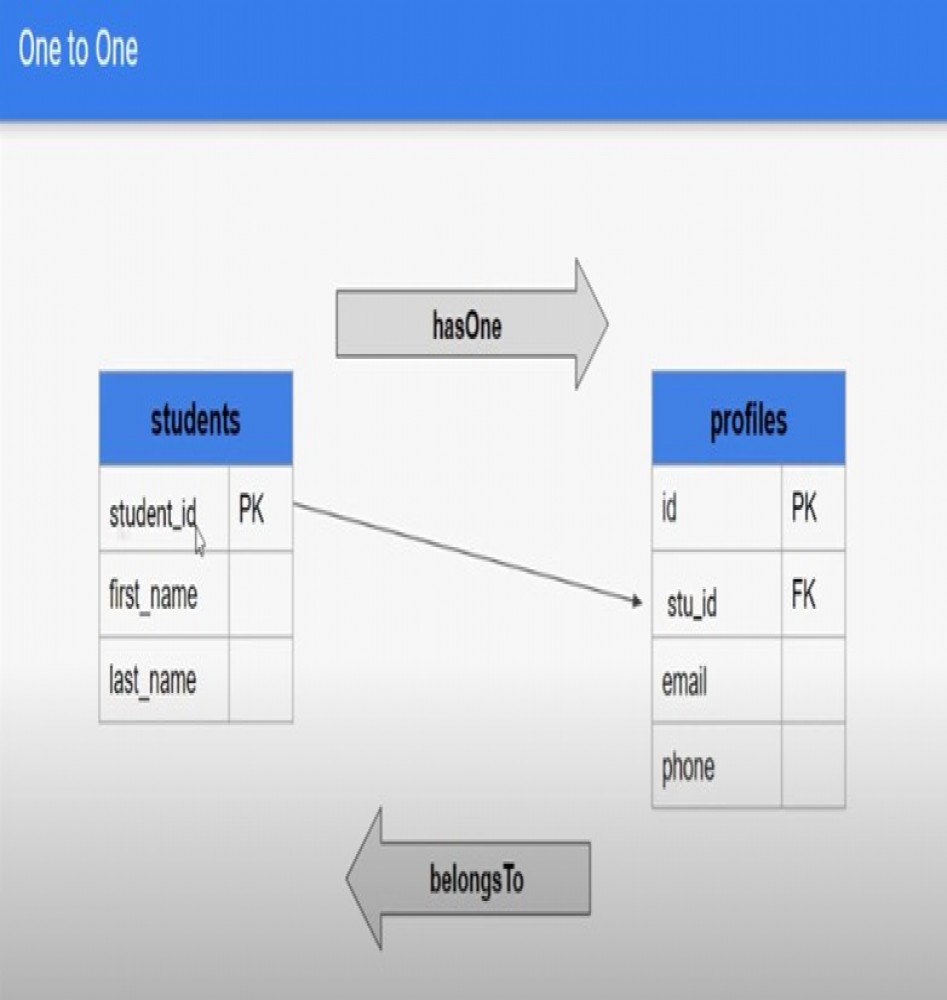 One to One
hasOne
students
student_id PK
first_name
last_name
profiles
id PK
stu_id FK
email
phone
belongsTo